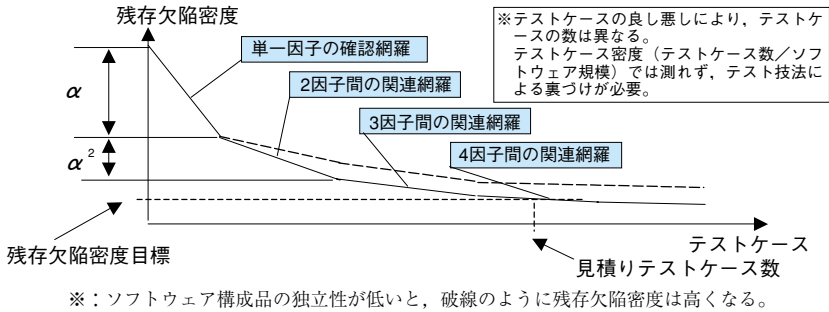 残存欠陥密度
※テストケースの良し悪しにより，テストケ
ースの数は異なる。
テストケース密度（テストケース数／ソフ
トウェア規模）では測れず，テスト技法に
よる裏づけが必要。
単一因子の確認網羅
2因子間の関連網羅
3因子間の関連網羅
4因子間の関連網羅
α
α²
残存欠陥密度目標
テストケース
見積りテストケース数
※：ソフトウェア構成品の独立性が低いと，破線のように残存欠陥密度は高くなる。